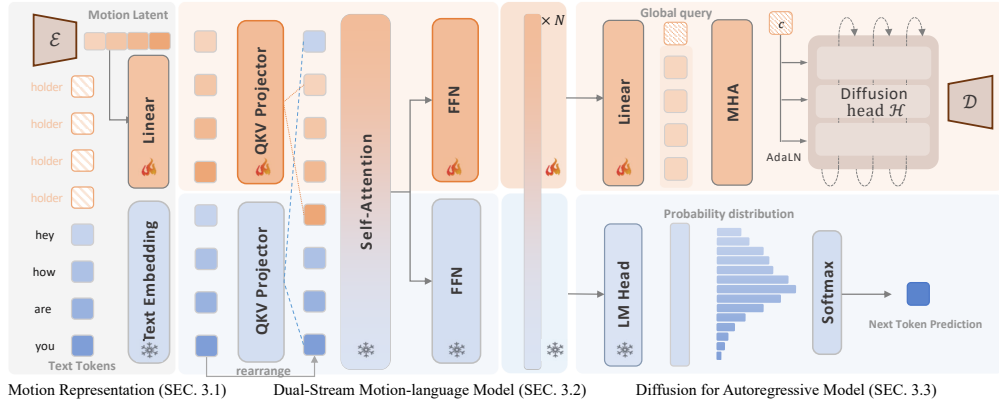 Motion Latent
ℰ
holder
holder
holder
holder
hey
how
are
you
Text Tokens
Linear
Text Embedding
QKV Projector
QKV Projector
rearrange
Self-Attention
FFN
FFN
× N
Linear
Global query
MHA
c
AdaLN
Diffusion
head ℋ
𝒟
LM Head
Probability distribution
Softmax
Next Token Prediction
Motion Representation (SEC. 3.1)
Dual-Stream Motion-language Model (SEC. 3.2)
Diffusion for Autoregressive Model (SEC. 3.3)